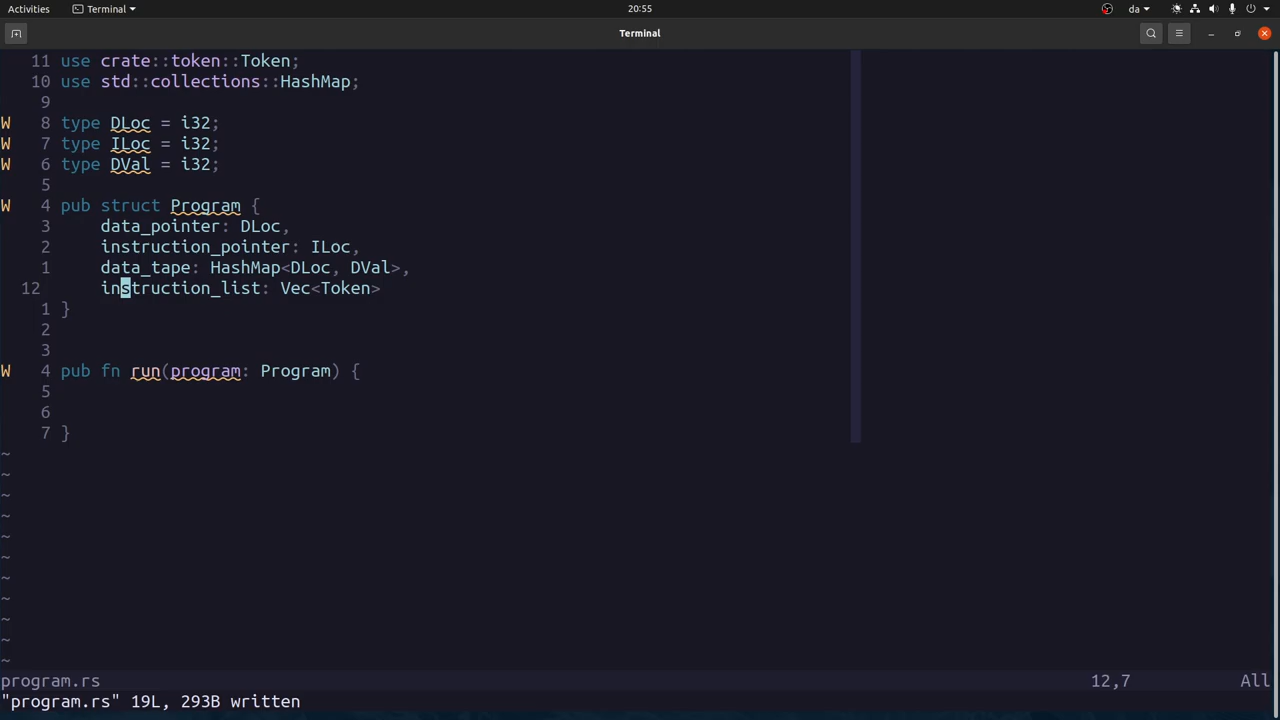 Activities Terminal 20:55 da
Terminal
11 use crate::token::Token;
10 use std::collections::HashMap;
9
W 8 type DLoc = i32;
W 7 type ILoc = i32;
W 6 type DVal = i32;
5
W 4 pub struct Program {
3 data_pointer: DLoc,
2 instruction_pointer: ILoc,
1 data_tape: HashMap<DLoc, DVal>,
12 instruction_list: Vec<Token>
1 }
2
3
W 4 pub fn run(program: Program) {
5
6
7 }
~
~
~
~
~
~
~
~
~
~
~
program.rs 12,7 All
"program.rs" 19L, 293B written